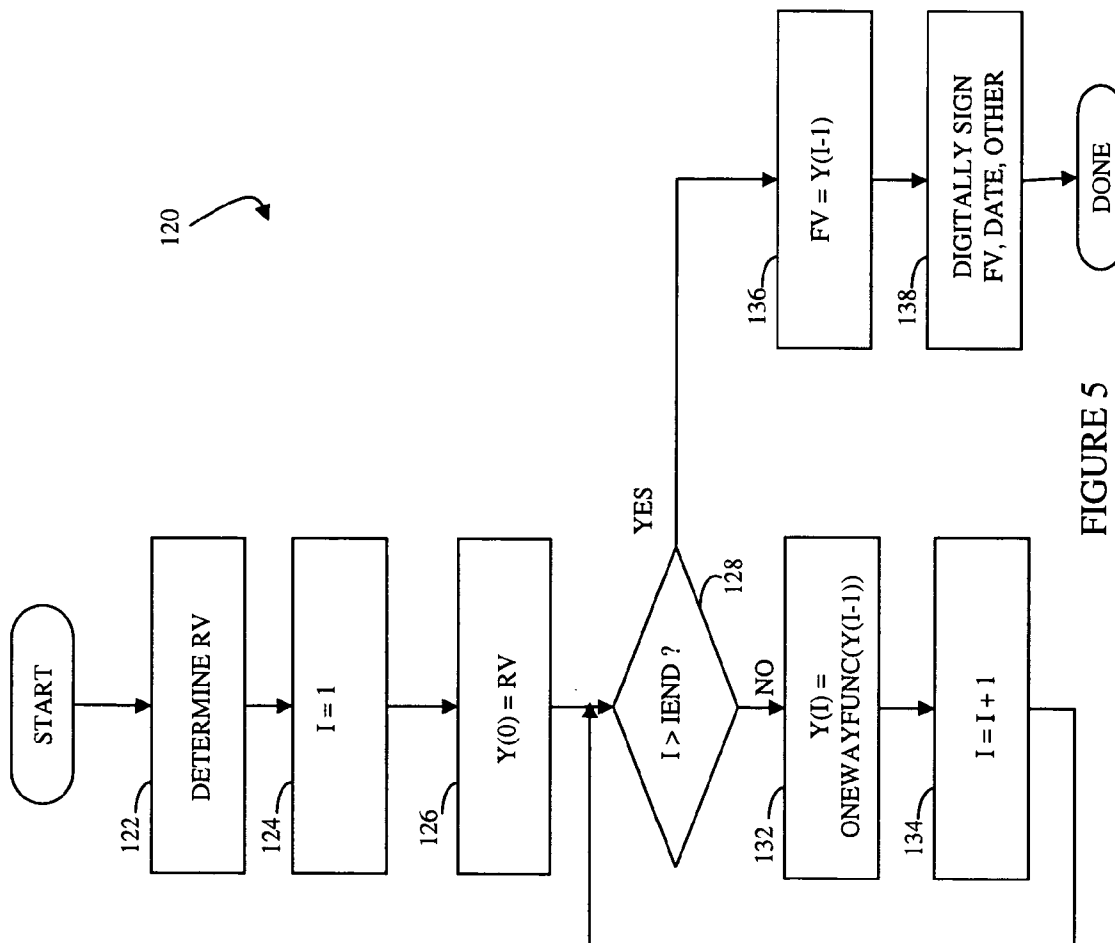 START
122
DETERMINE RV
124
I = 1
126
Y(0) = RV
I > IEND ?
128
YES
NO
132
Y(I) =
ONEWAYFUNC(Y(I-1))
134
I = I + 1
120
136
FV = Y(I-1)
138
DIGITALLY SIGN
FV, DATE, OTHER
DONE
FIGURE 5